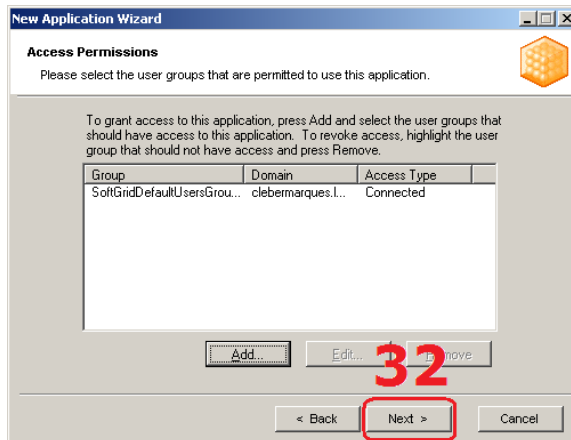 New Application Wizard
Access Permissions
Please select the user groups that are permitted to use this application.
To grant access to this application, press Add and select the user groups that
should have access to this application. To revoke access, highlight the user
group that should not have access and press Remove.
Group Domain Access Type
SoftGridDefaultUsersGrou... clebermarques.l... Connected
Add... Edit... Remove
32
< Back Next > Cancel